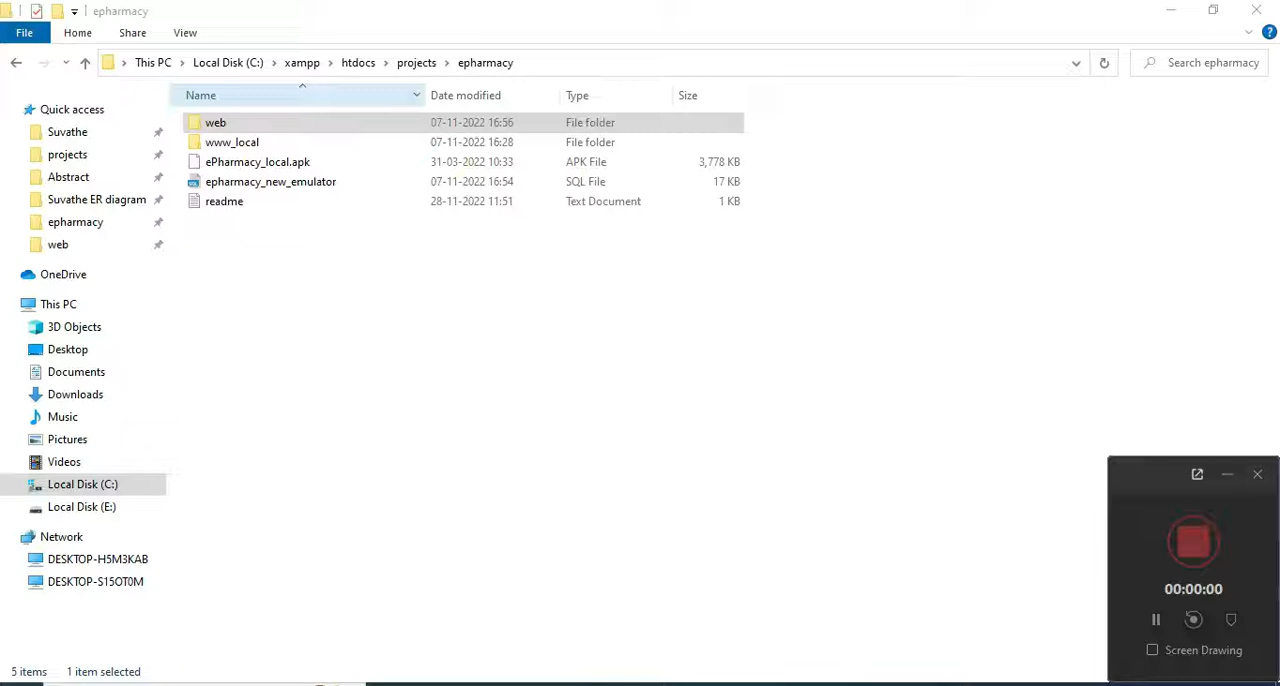 epharmacy
File Home Share View
This PC Local Disk (C:) xampp htdocs projects epharmacy Search epharmacy
Name Date modified Type Size
web 07-11-2022 16:56 File folder
www_local 07-11-2022 16:28 File folder
ePharmacy_local.apk 31-03-2022 10:33 APK File 3,778 KB
epharmacy_new_emulator 07-11-2022 16:54 SQL File 17 KB
readme 28-11-2022 11:51 Text Document 1 KB
Quick access
Suvathe
projects
Abstract
Suvathe ER diagram
epharmacy
web
OneDrive
This PC
3D Objects
Desktop
Documents
Downloads
Music
Pictures
Videos
Local Disk (C:)
Local Disk (E:)
Network
DESKTOP-H5M3KAB
DESKTOP-S15OT0M
00:00:00
Screen Drawing
5 items 1 item selected